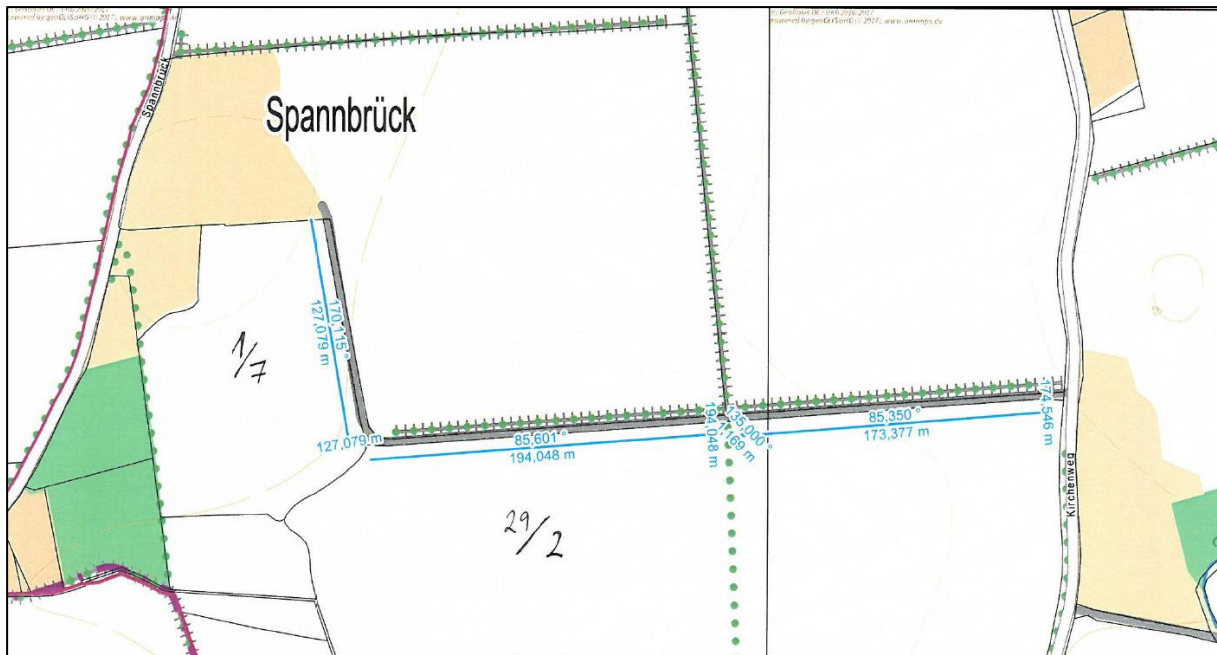 Spannbrück
Spannbrück
170,115 °
127,079 m
1/7
127,079 m
85,601 °
194,048 m
194,048 m
135,000 °
85,350 °
173,377 m
174,546 m
29/2
Kirchenweg